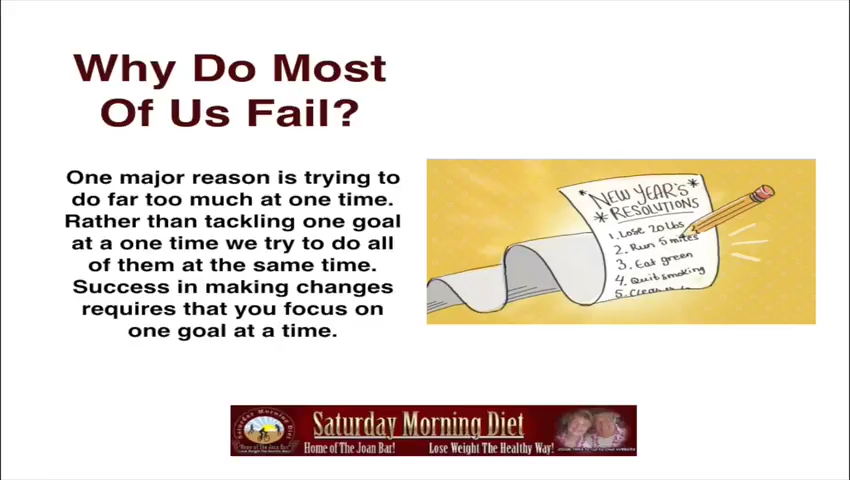 Why Do Most
Of Us Fail?
One major reason is trying to
do far too much at one time.
Rather than tackling one goal
at a one time we try to do all
of them at the same time.
Success in making changes
requires that you focus on
one goal at a time.
NEW YEAR'S
RESOLUTIONS
1. Lose 20 lbs
2. Run 5 miles
3. Eat green
4. Quit smoking
5.
Saturday Morning Diet
Home of The Joan Bar! Lose Weight The Healthy Way!
Saturday Morning Diet